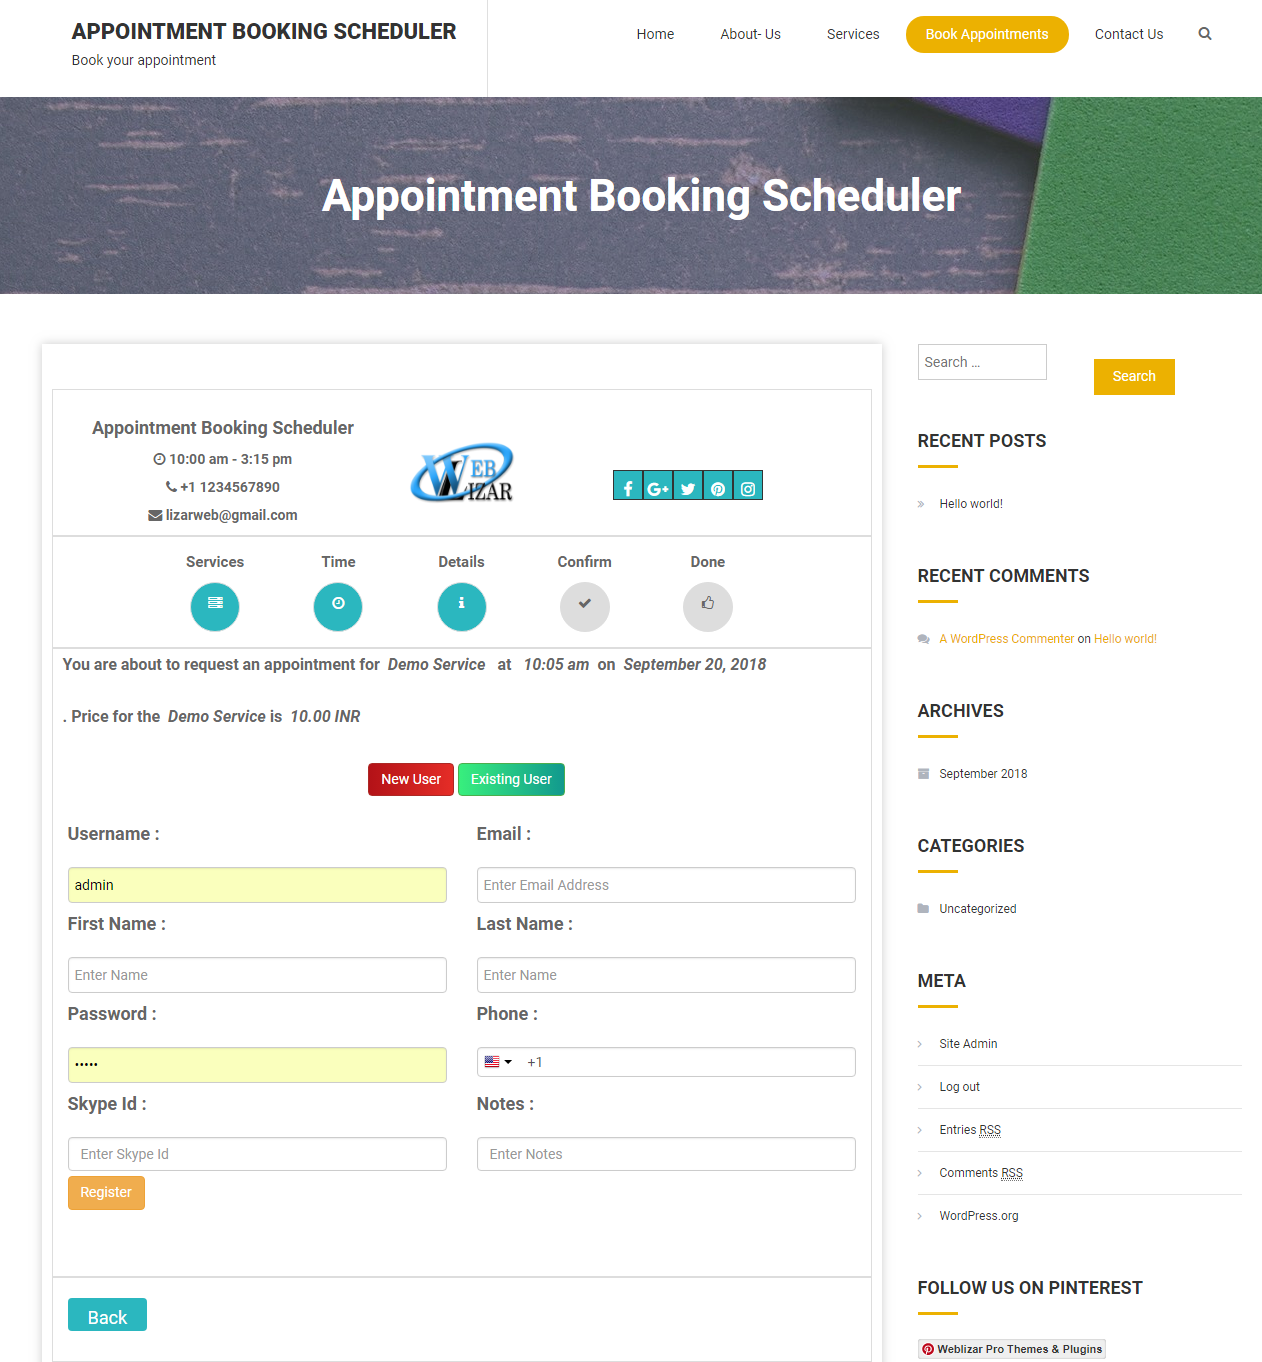 APPOINTMENT BOOKING SCHEDULER
Book your appointment
Home
About- Us
Services
Book Appointments
Contact Us
Appointment Booking Scheduler
Appointment Booking Scheduler
10:00 am - 3:15 pm
+1 1234567890
lizarweb@gmail.com
WEB
LIZAR
Services
Time
Details
Confirm
Done
You are about to request an appointment for Demo Service at 10:05 am on September 20, 2018
. Price for the Demo Service is 10.00 INR
New User
Existing User
Username :
Email :
admin
Enter Email Address
First Name :
Last Name :
Enter Name
Enter Name
Password :
Phone :
•••••
+1
Skype Id :
Notes :
Enter Skype Id
Enter Notes
Register
Back
Search ...
Search
RECENT POSTS
Hello world!
RECENT COMMENTS
A WordPress Commenter on Hello world!
ARCHIVES
September 2018
CATEGORIES
Uncategorized
META
Site Admin
Log out
Entries RSS
Comments RSS
WordPress.org
FOLLOW US ON PINTEREST
Weblizar Pro Themes & Plugins